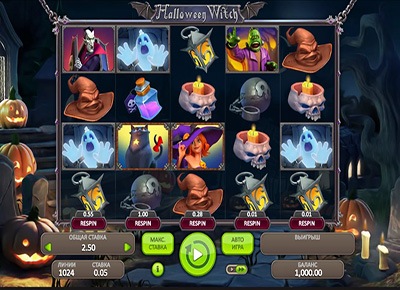 Halloween Witch
0.55 1.00 0.28 0.01 0.01
RESPIN RESPIN RESPIN RESPIN RESPIN
ОБЩАЯ СТАВКА
2.50
МАКС. СТАВКА
АВТО ИГРА
ВЫИГРЫШ
ЛИНИИ
1024
СТАВКА
0.05
i
БАЛАНС
1,000.00